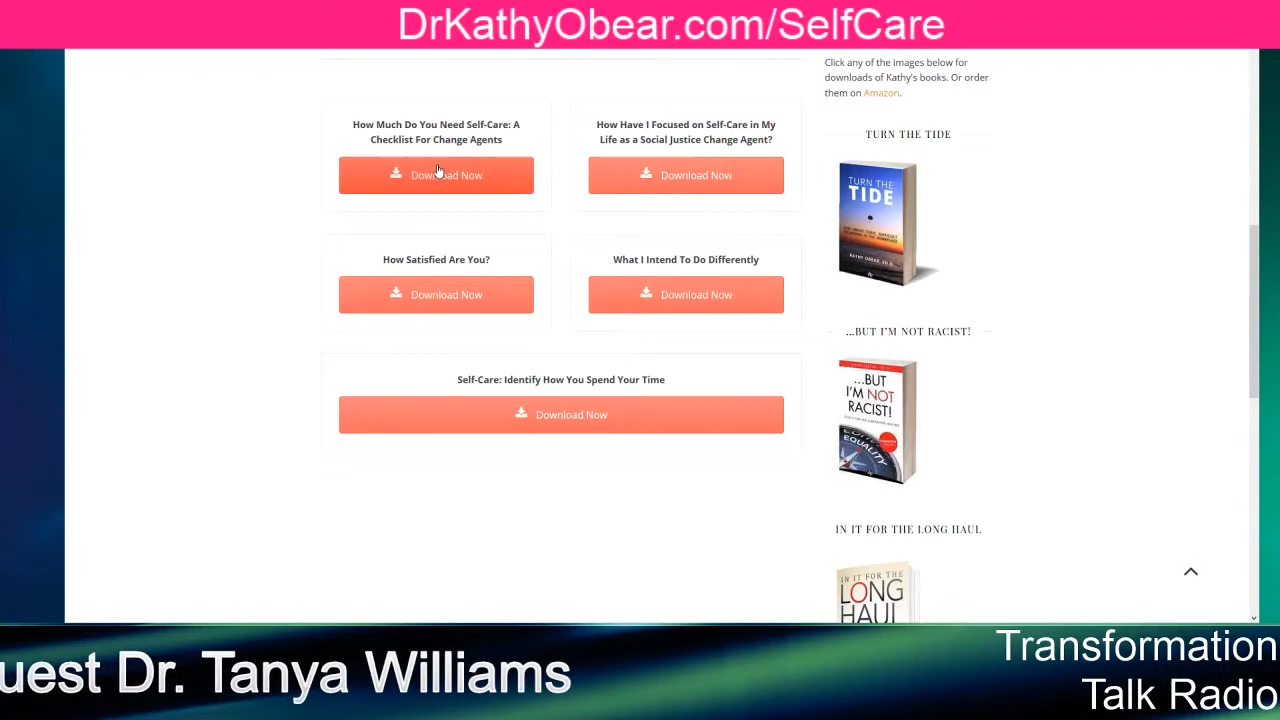 DrKathyObear.com/SelfCare
Click any of the images below for
downloads of Kathy's books. Or order
them on Amazon.
How Much Do You Need Self-Care: A
Checklist For Change Agents
Download Now
How Have I Focused on Self-Care in My
Life as a Social Justice Change Agent?
Download Now
How Satisfied Are You?
Download Now
What I Intend To Do Differently
Download Now
Self-Care: Identify How You Spend Your Time
Download Now
TURN THE TIDE
TURN THE
TIDE
KATHY OBEAR, ED.D.
...BUT I'M NOT RACIST!
...BUT
I'M NOT
RACIST!
EQUALITY
IN IT FOR THE LONG HAUL
IN IT FOR THE
LONG
HAUL
uest Dr. Tanya Williams
Transformation
Talk Radio